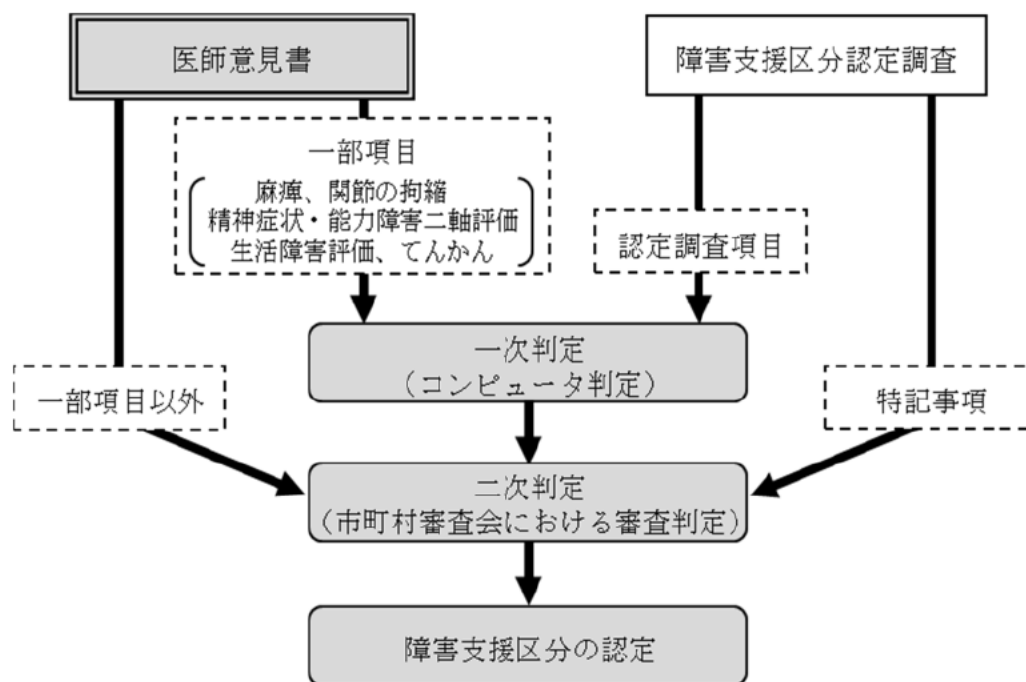 医師意見書
障害支援区分認定調査
一部項目
麻痺、関節の拘縮
精神症状・能力障害二軸評価
生活障害評価、てんかん
認定調査項目
一次判定
（コンピュータ判定）
一部項目以外
特記事項
二次判定
（市町村審査会における審査判定）
障害支援区分の認定